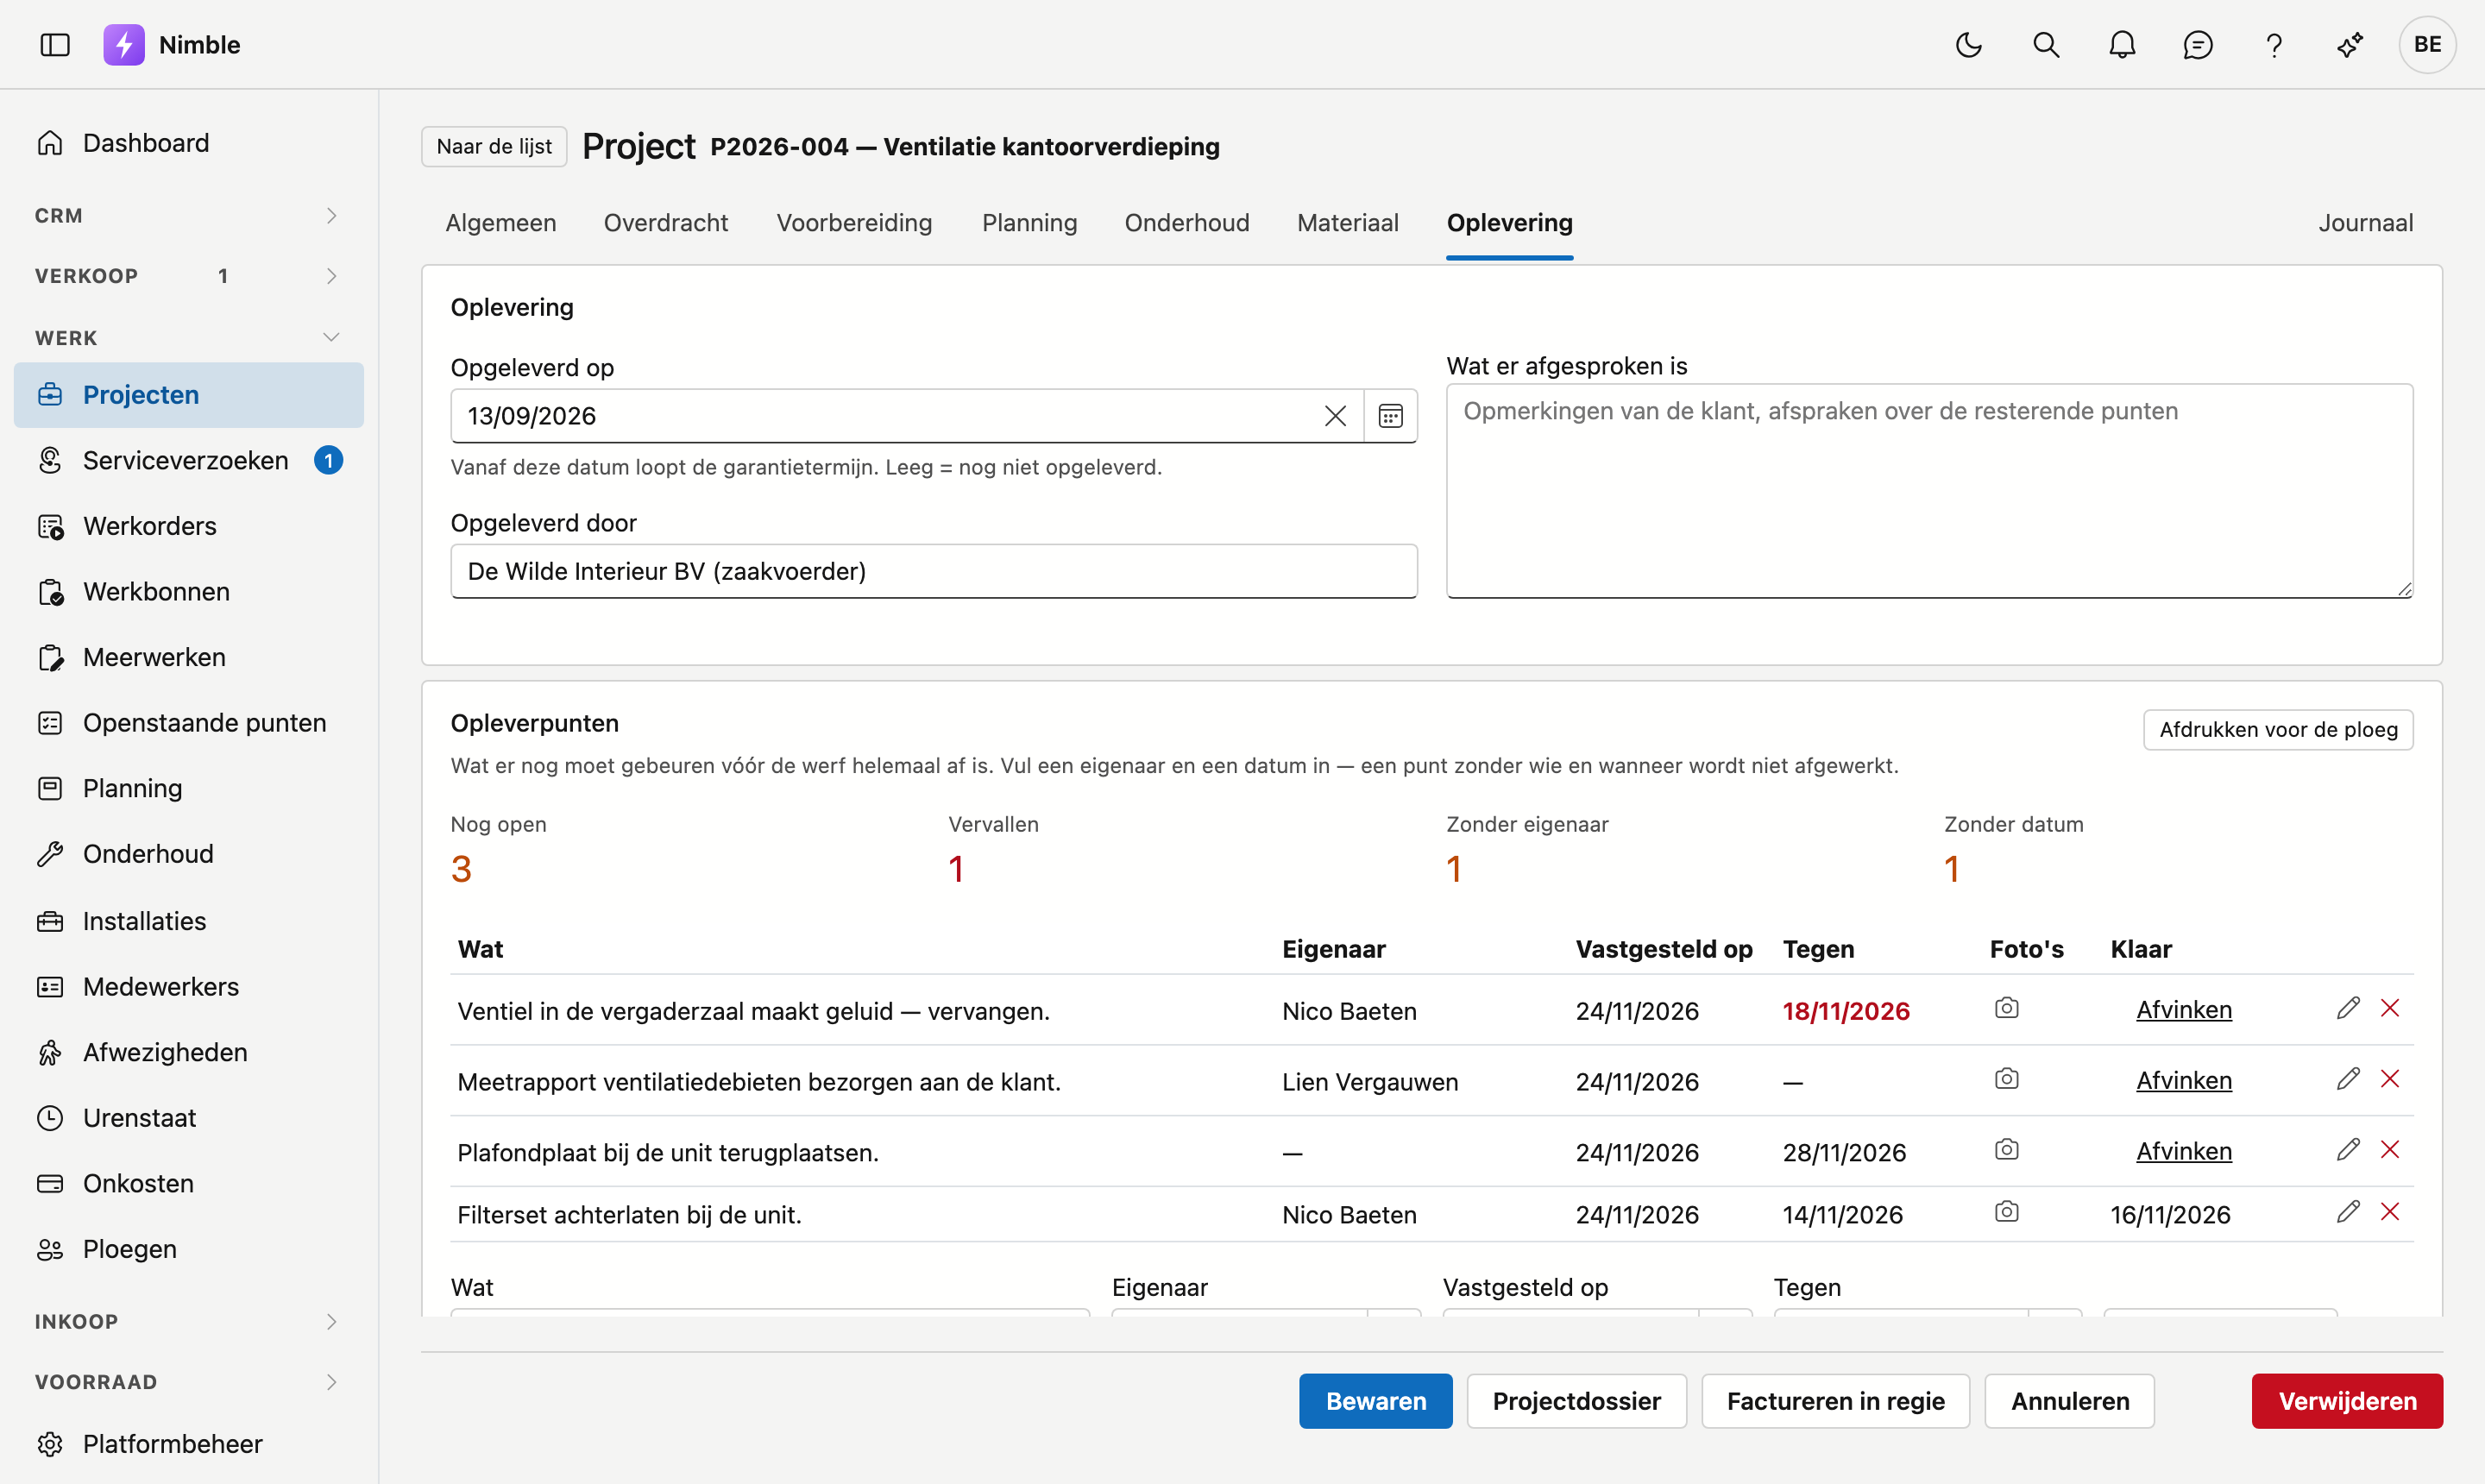 Nimble
BE
Dashboard
CRM
VERKOOP 1
WERK
Projecten
Serviceverzoeken 1
Werkorders
Werkbonnen
Meerwerken
Openstaande punten
Planning
Onderhoud
Installaties
Medewerkers
Afwezigheden
Urenstaat
Onkosten
Ploegen
INKOOP
VOORRAAD
Platformbeheer
Naar de lijst Project P2026-004 — Ventilatie kantoorverdieping
Algemeen Overdracht Voorbereiding Planning Onderhoud Materiaal Oplevering Journaal
Oplevering
Opgeleverd op
13/09/2026
Vanaf deze datum loopt de garantietermijn. Leeg = nog niet opgeleverd.
Opgeleverd door
De Wilde Interieur BV (zaakvoerder)
Wat er afgesproken is
Opmerkingen van de klant, afspraken over de resterende punten
Opleverpunten
Afdrukken voor de ploeg
Wat er nog moet gebeuren vóór de werf helemaal af is. Vul een eigenaar en een datum in — een punt zonder wie en wanneer wordt niet afgewerkt.
Nog open Vervallen Zonder eigenaar Zonder datum
3 1 1 1
Wat Eigenaar Vastgesteld op Tegen Foto's Klaar
Ventiel in de vergaderzaal maakt geluid — vervangen. Nico Baeten 24/11/2026 18/11/2026 Afvinken
Meetrapport ventilatiedebieten bezorgen aan de klant. Lien Vergauwen 24/11/2026 — Afvinken
Plafondplaat bij de unit terugplaatsen. — 24/11/2026 28/11/2026 Afvinken
Filterset achterlaten bij de unit. Nico Baeten 24/11/2026 14/11/2026 16/11/2026
Wat Eigenaar Vastgesteld op Tegen
Bewaren Projectdossier Factureren in regie Annuleren Verwijderen